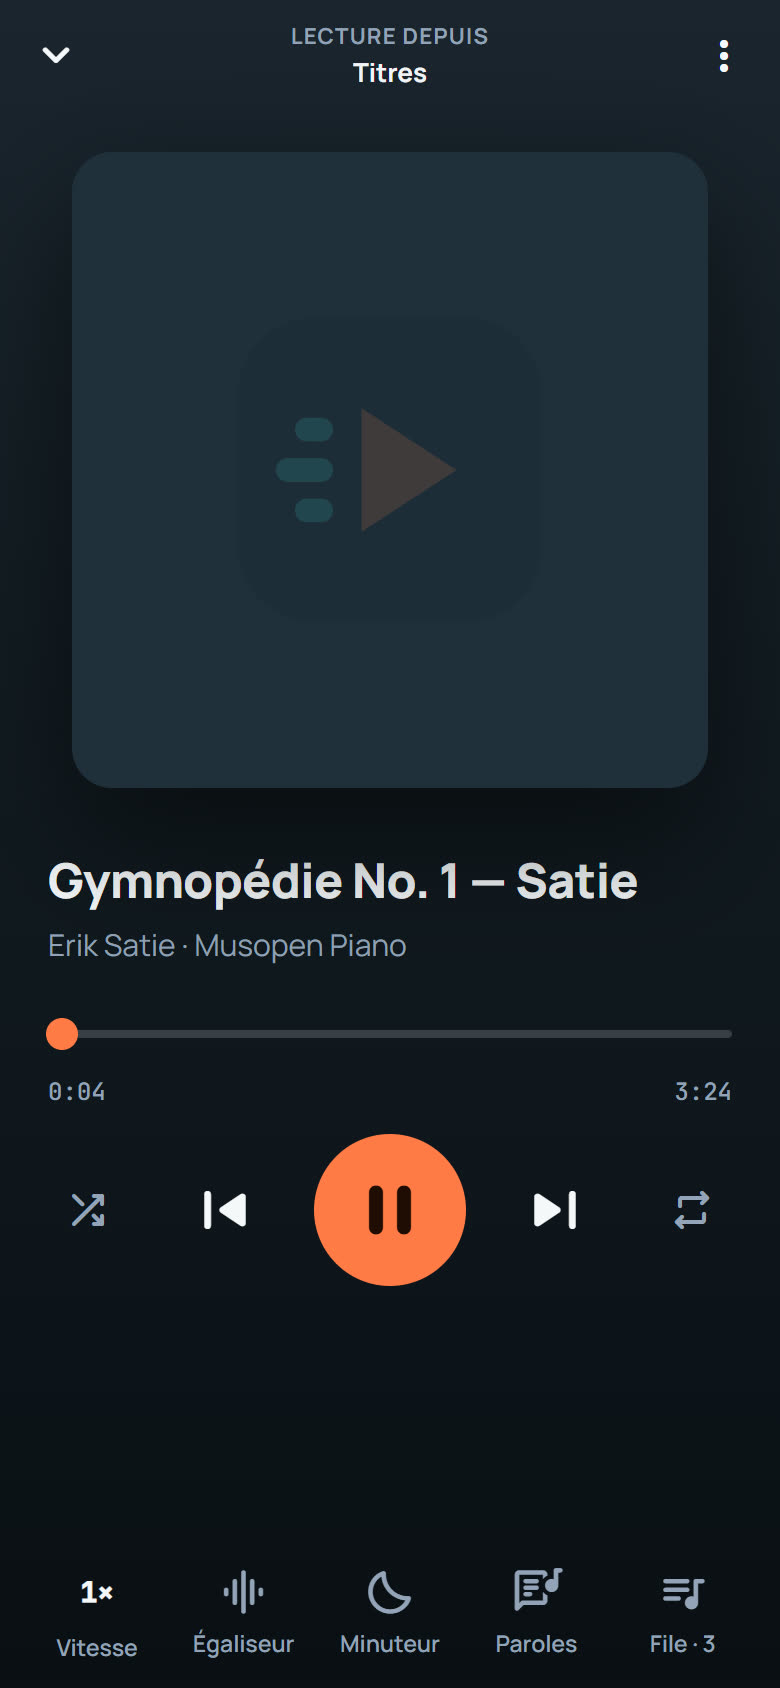 LECTURE DEPUIS
Titres
Gymnopédie No. 1 — Satie
Erik Satie · Musopen Piano
0:04
3:24
1×
Vitesse
Égaliseur
Minuteur
Paroles
File · 3